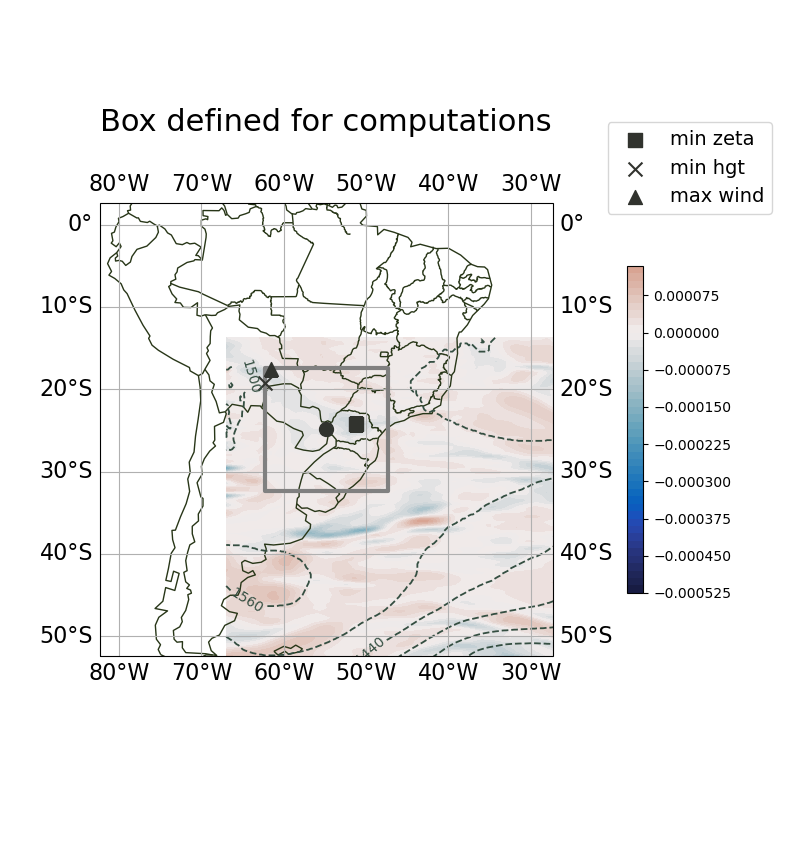 Box defined for computations
min zeta
min hgt
max wind
80°W 70°W 60°W 50°W 40°W 30°W
0° 0°
10°S 10°S
20°S 20°S
30°S 30°S
40°S 40°S
50°S 50°S
80°W 70°W 60°W 50°W 40°W 30°W
1500
1560
0.000075
0.000000
−0.000075
−0.000150
−0.000225
−0.000300
−0.000375
−0.000450
−0.000525